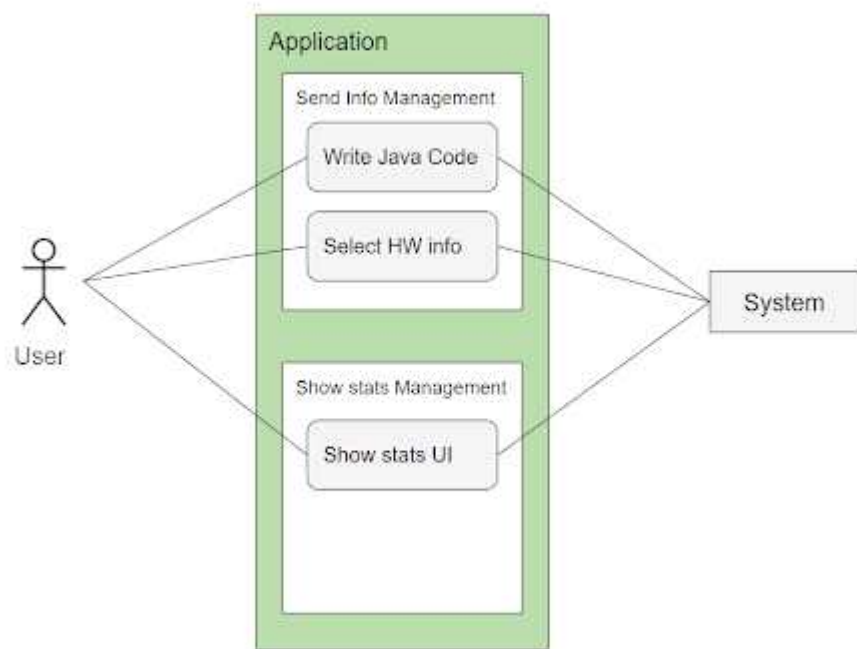 Application
Send Info Management
Write Java Code
Select HW info
User
System
Show stats Management
Show stats UI